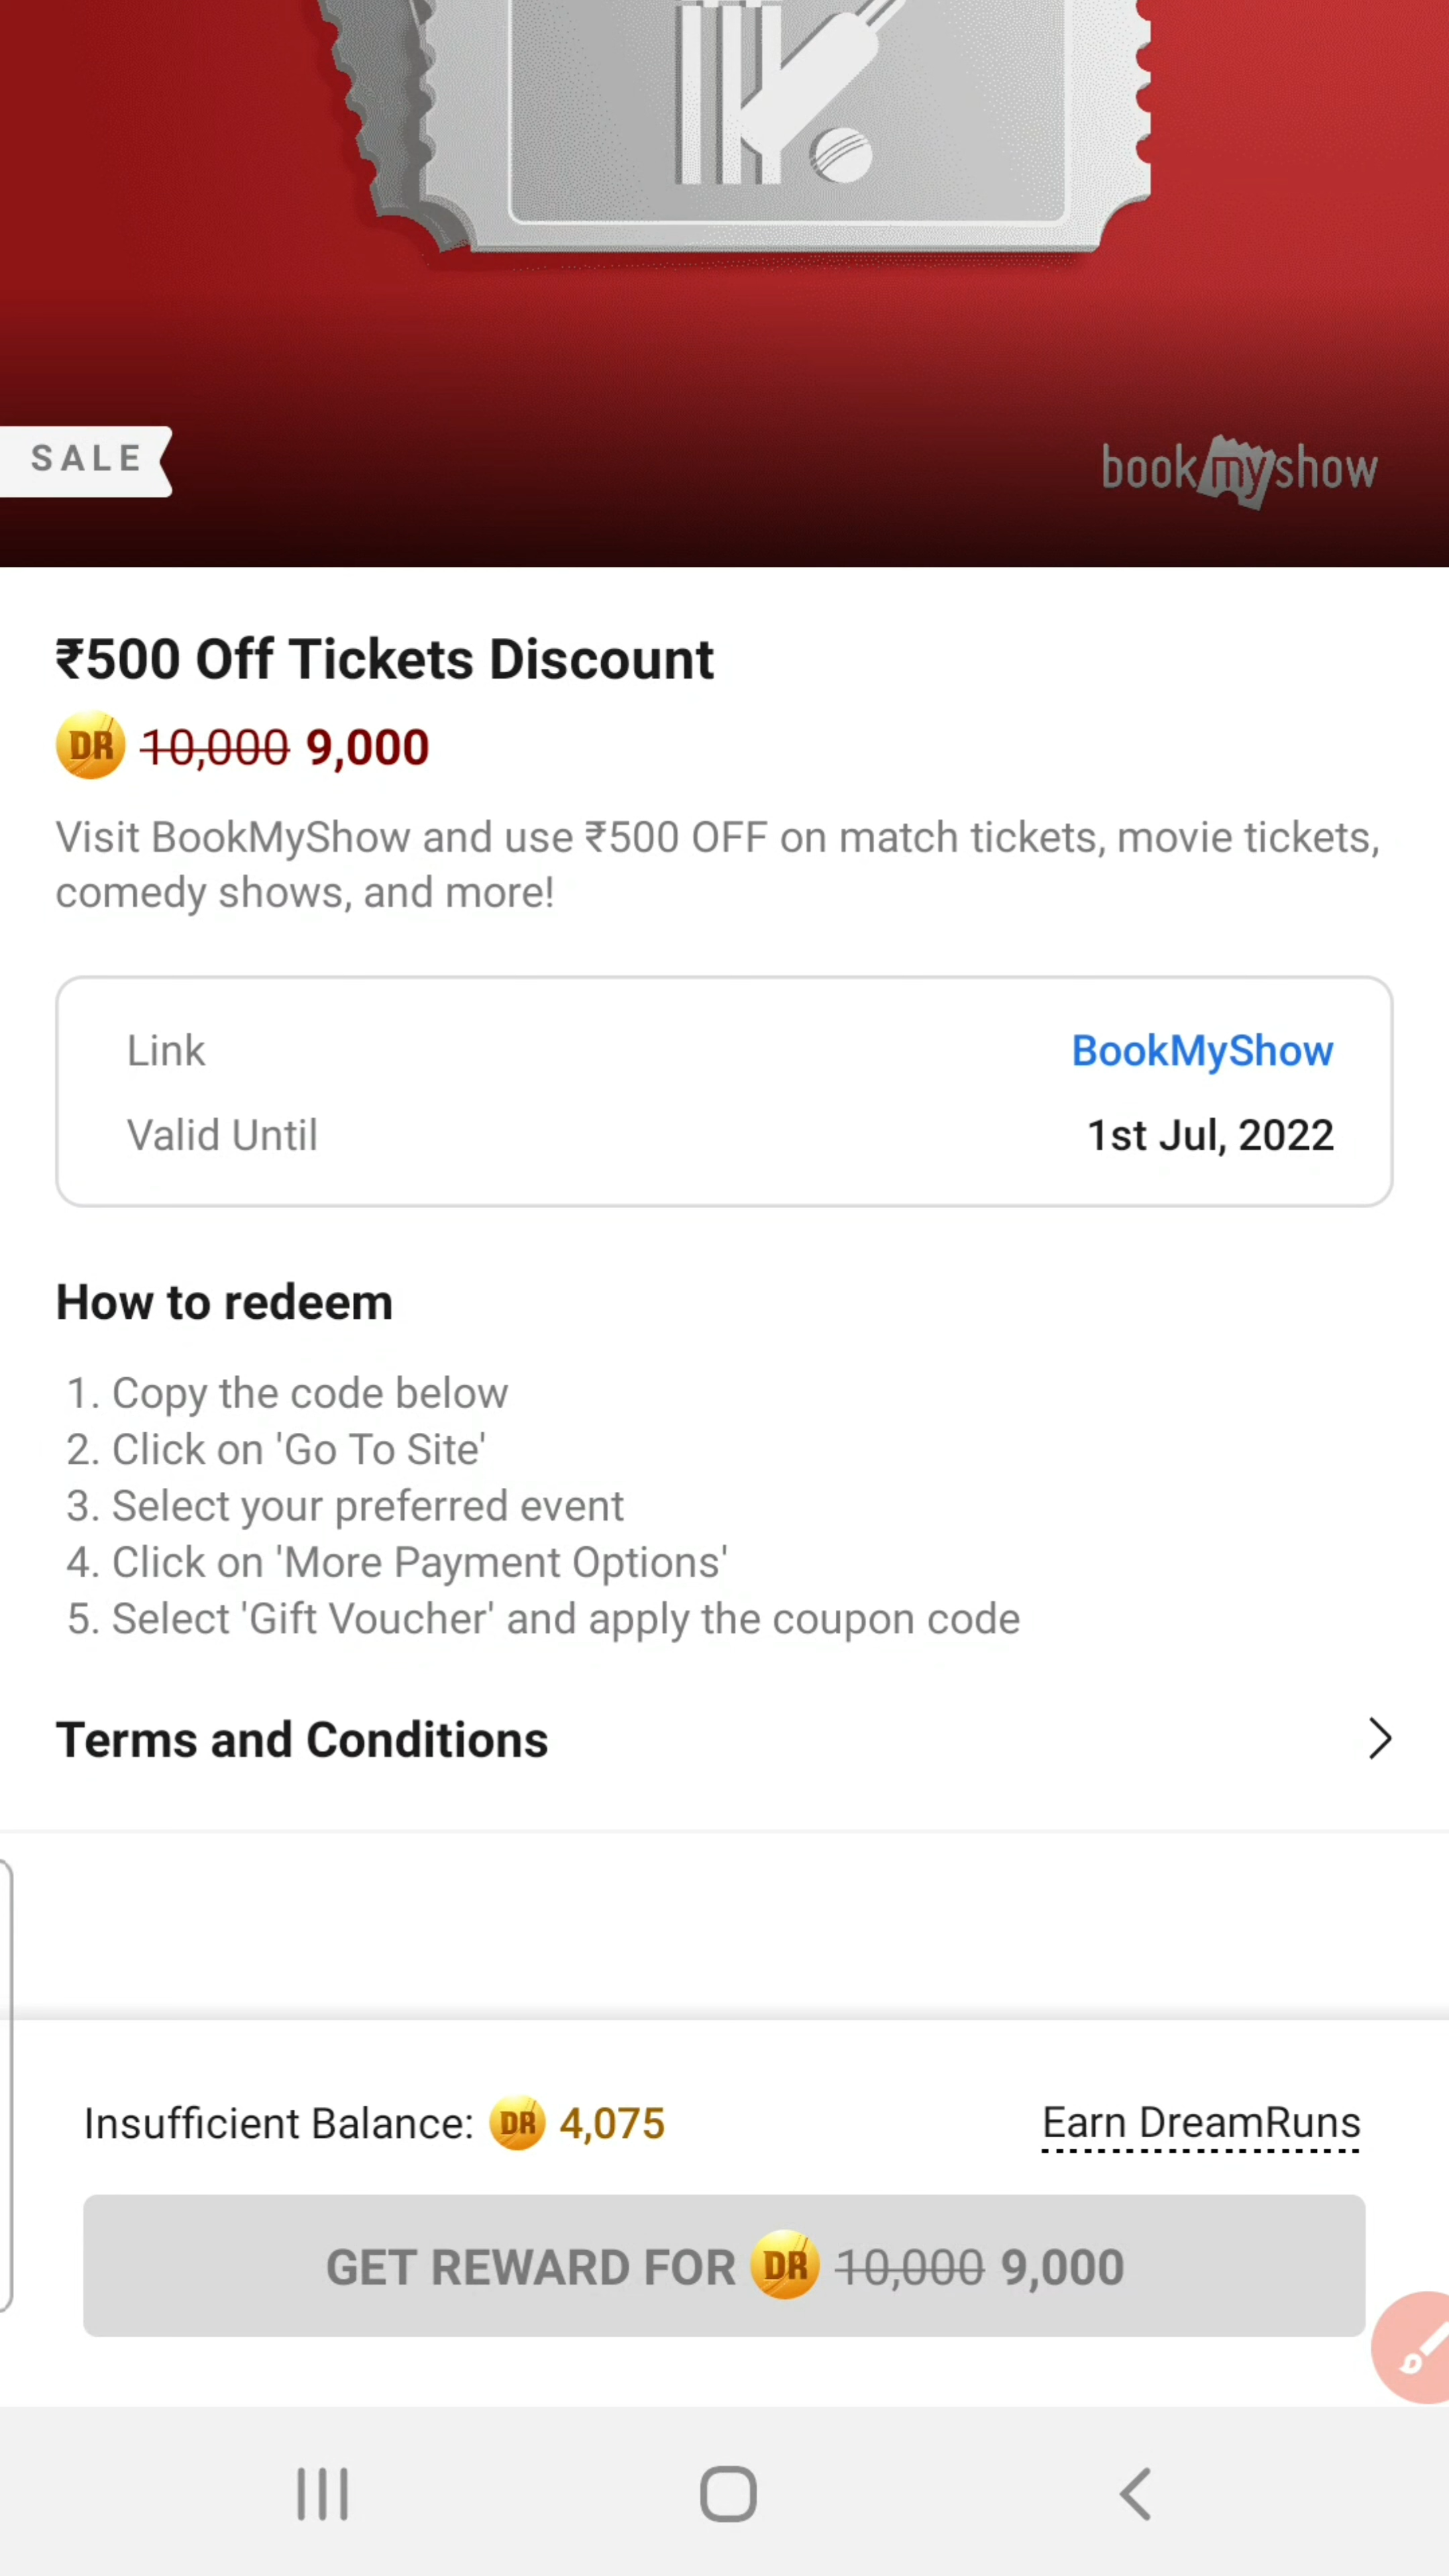 SALE
bookmyshow
₹500 Off Tickets Discount
DR 10,000 9,000
Visit BookMyShow and use ₹500 OFF on match tickets, movie tickets,
comedy shows, and more!
Link BookMyShow
Valid Until 1st Jul, 2022
How to redeem
1. Copy the code below
2. Click on 'Go To Site'
3. Select your preferred event
4. Click on 'More Payment Options'
5. Select 'Gift Voucher' and apply the coupon code
Terms and Conditions
Insufficient Balance: DR 4,075 Earn DreamRuns
GET REWARD FOR DR 10,000 9,000